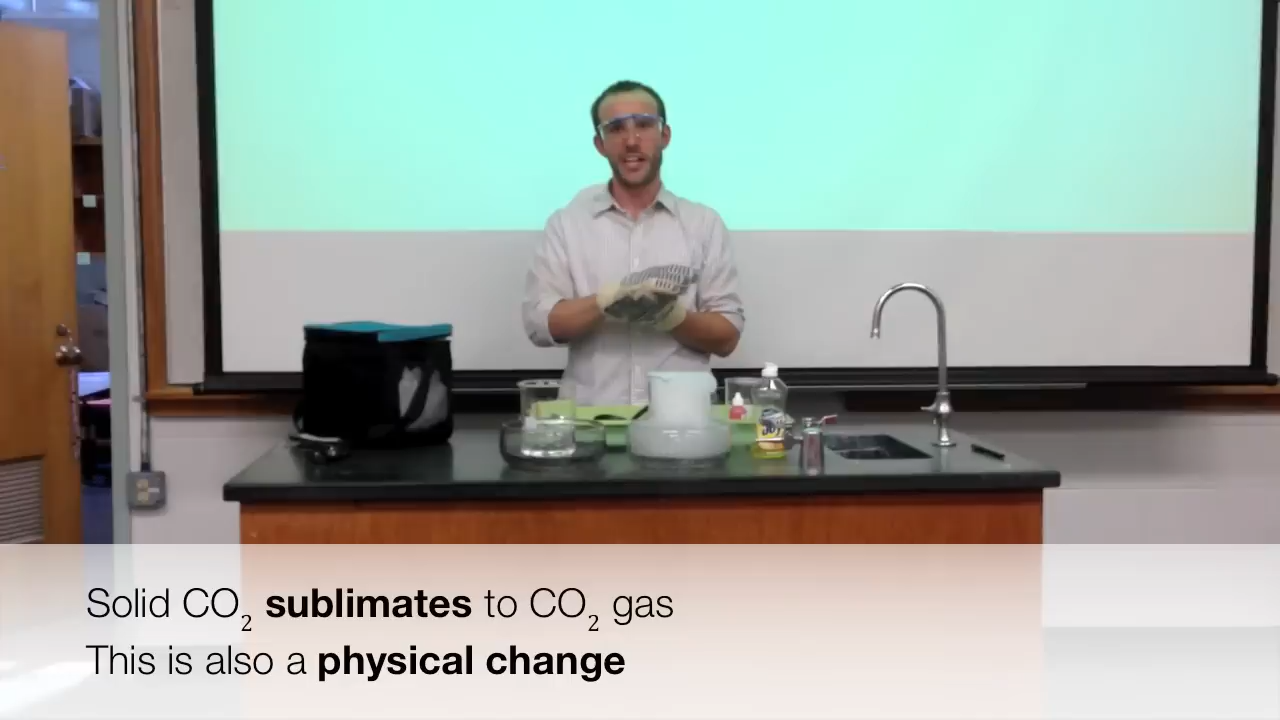 Solid CO₂ sublimates to CO₂ gas
This is also a physical change